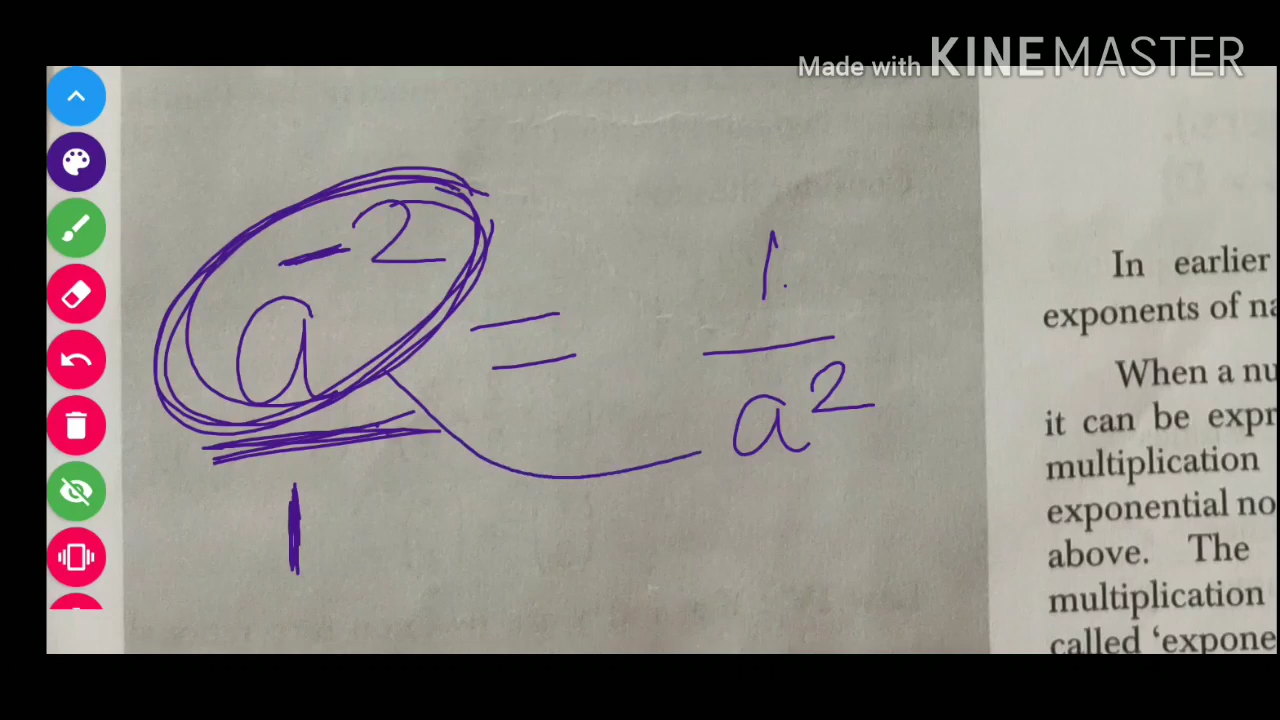 Made with KINEMASTER
a⁻²/1 = 1/a²
In earlier
exponents of na
When a nu
it can be expr
multiplication
exponential no
above. The
multiplication
called ‘expone